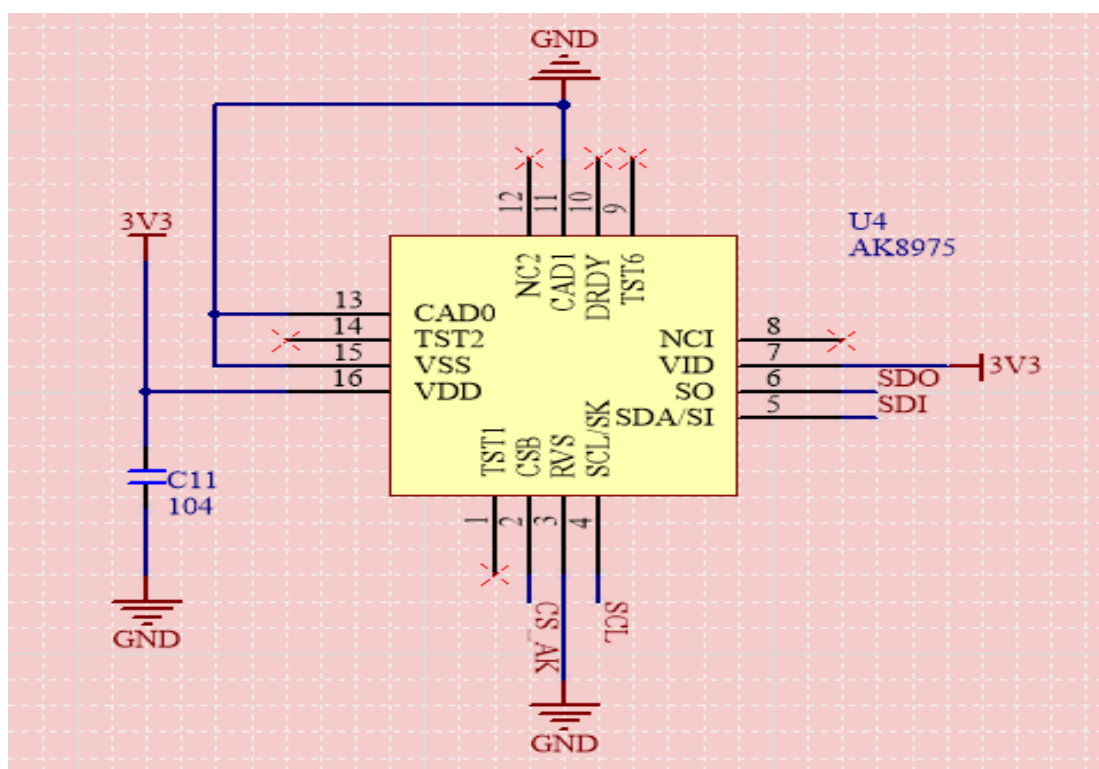 GND
12
11
10
9
3V3
U4
AK8975
NC2
CAD1
DRDY
TST6
13
CAD0
14
TST2
15
VSS
16
VDD
NCI
8
VID
7
3V3
SO
6
SDO
SDA/SI
5
SDI
TST1
CSB
RVS
SCL/SK
C11
104
1
2
3
4
CS_AK
SCL
GND
GND